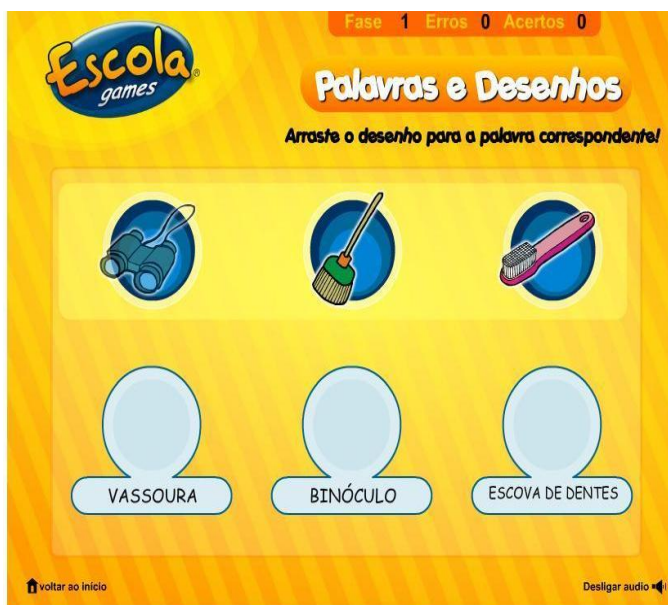 Fase 1 Erros 0 Acertos 0
Escola
games
Palavras e Desenhos
Arraste o desenho para a palavra correspondente!
VASSOURA
BINÓCULO
ESCOVA DE DENTES
voltar ao início
Desligar audio